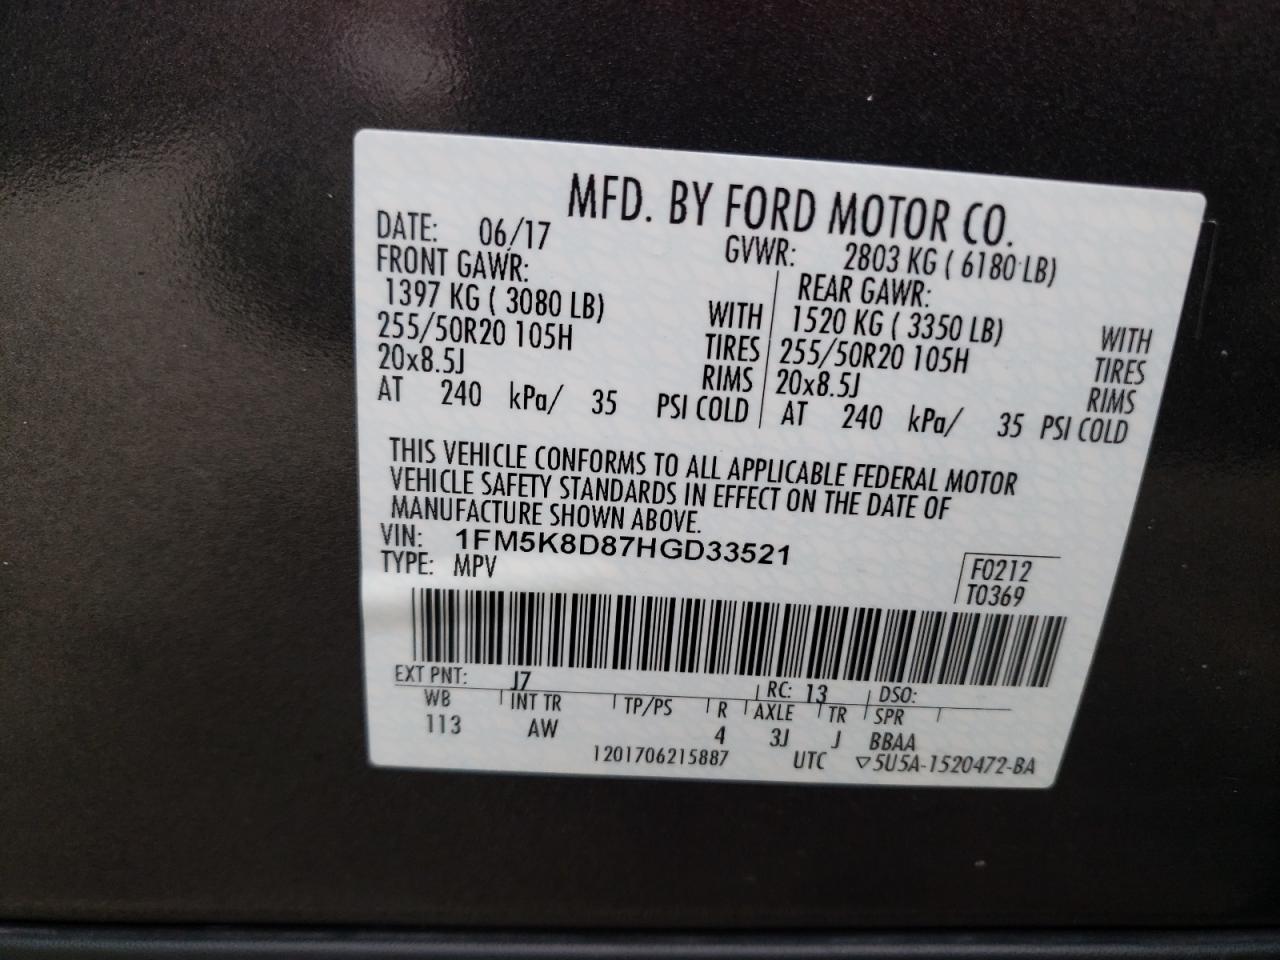 MFD. BY FORD MOTOR CO.
DATE: 06/17 GVWR: 2803 KG ( 6180 LB)
FRONT GAWR: REAR GAWR:
1397 KG ( 3080 LB) WITH 1520 KG ( 3350 LB) WITH
255/50R20 105H TIRES 255/50R20 105H TIRES
20x8.5J RIMS 20x8.5J RIMS
AT 240 kPa/ 35 PSI COLD AT 240 kPa/ 35 PSI COLD
THIS VEHICLE CONFORMS TO ALL APPLICABLE FEDERAL MOTOR
VEHICLE SAFETY STANDARDS IN EFFECT ON THE DATE OF
MANUFACTURE SHOWN ABOVE.
VIN: 1FM5K8D87HGD33521
TYPE: MPV
F0212
T0369
EXT PNT: J7 RC: 13 DSO:
WB INT TR TP/PS R AXLE TR SPR
113 AW 4 3J J BBAA
1201706215887 UTC ▽5U5A-1520472-BA